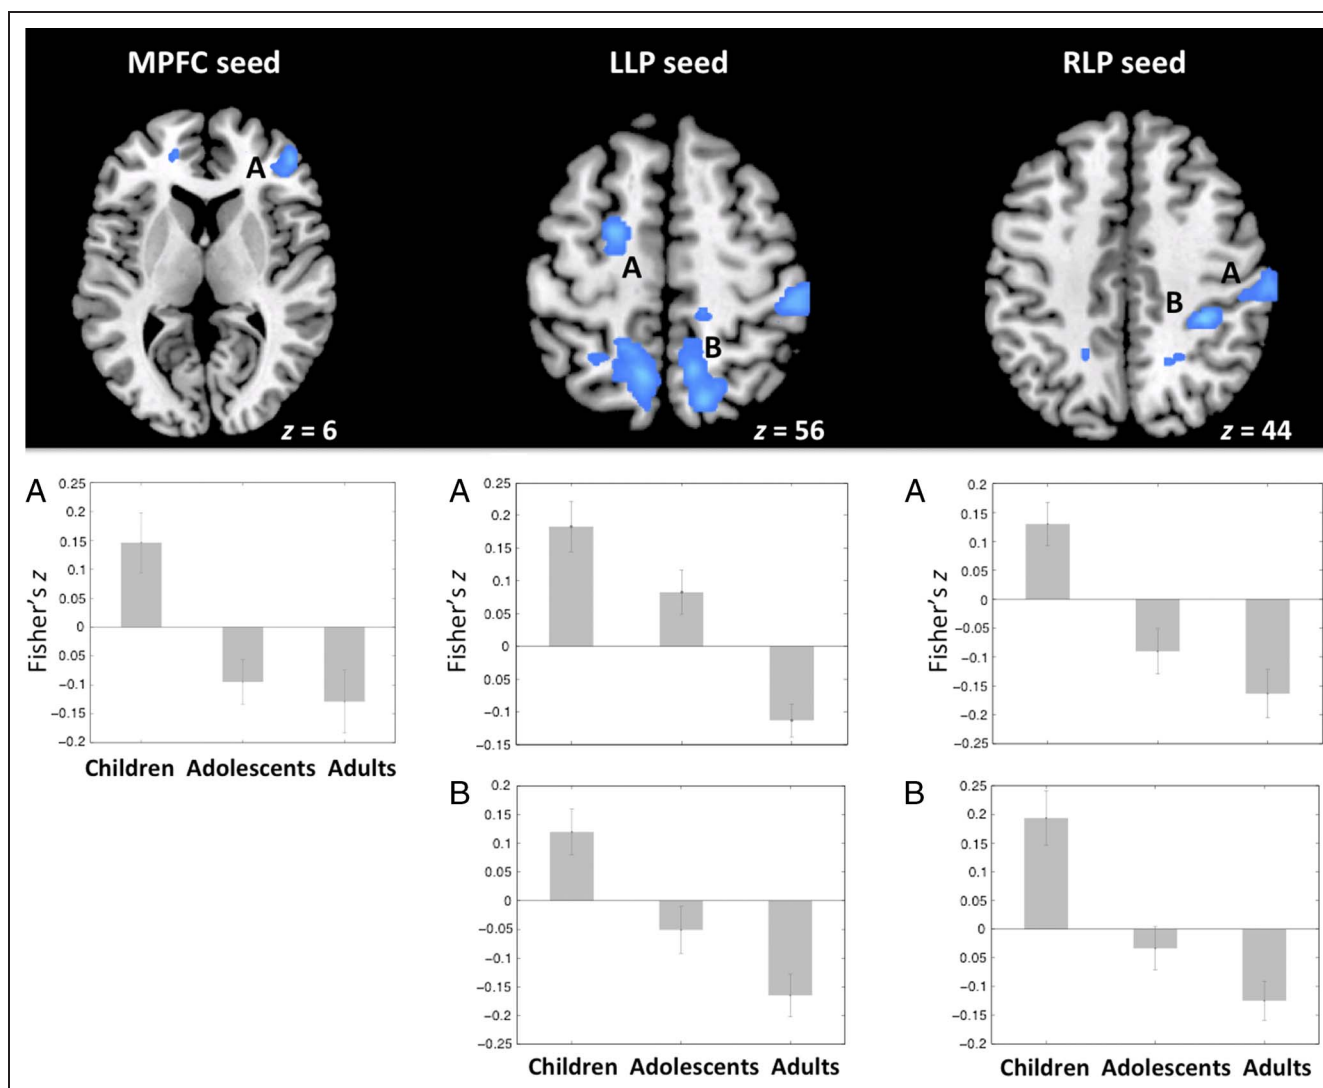 MPFC seed
LLP seed
RLP seed
A
A
B
A
B
z = 6
z = 56
z = 44
A
Fisher's z
0.25
0.2
0.15
0.1
0.05
0
0.05
−0.1
−0.15
−0.2
Children Adolescents Adults
A
Fisher's z
0.25
0.2
0.15
0.1
0.05
0
0.05
−0.1
−0.15
A
Fisher's z
0.2
0.15
0.1
0.05
0
−0.05
−0.1
−0.15
−0.2
−0.25
B
0.2
0.15
0.1
0.05
0
−0.05
−0.1
−0.15
−0.2
−0.25
Children Adolescents Adults
B
0.25
0.2
0.15
0.1
0.05
0
0.05
−0.1
−0.15
−0.2
Children Adolescents Adults